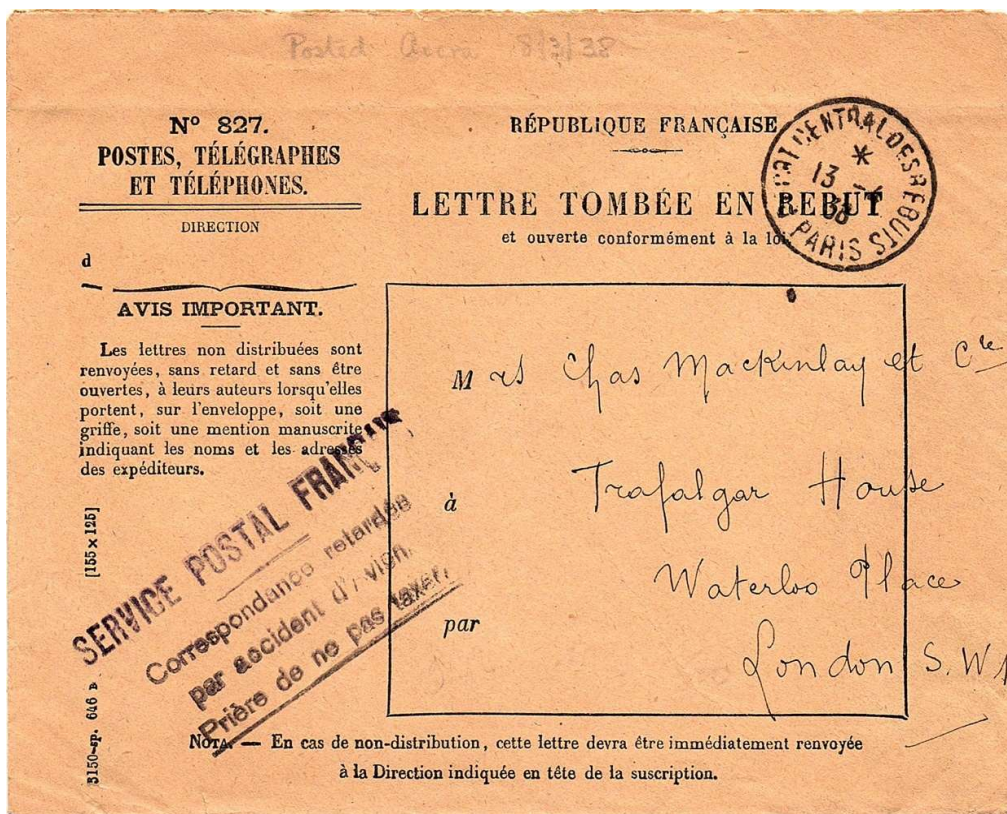 Posted Accra 8/3/38
N° 827.
POSTES, TÉLÉGRAPHES
ET TÉLÉPHONES.
DIRECTION
d
AVIS IMPORTANT.
Les lettres non distribuées sont
renvoyées, sans retard et sans être
ouvertes, à leurs auteurs lorsqu'elles
portent, sur l'enveloppe, soit une
griffe, soit une mention manuscrite
indiquant les noms et les adresses
des expéditeurs.
[155 x 125]
3150-sp. 646 B
RÉPUBLIQUE FRANÇAISE
LETTRE TOMBÉE EN REBUT
et ouverte conformément à la loi.
CENTRAL DES REBUTS
13 -4
38
PARIS
Mrs Chas Mackinlay et Cie
à Trafalgar House
Waterloo Place
par
London S.W.1
SERVICE POSTAL FRANÇAIS
Correspondance retardée
par accident d'Avion.
Prière de ne pas taxer.
NOTA. — En cas de non-distribution, cette lettre devra être immédiatement renvoyée
à la Direction indiquée en tête de la suscription.